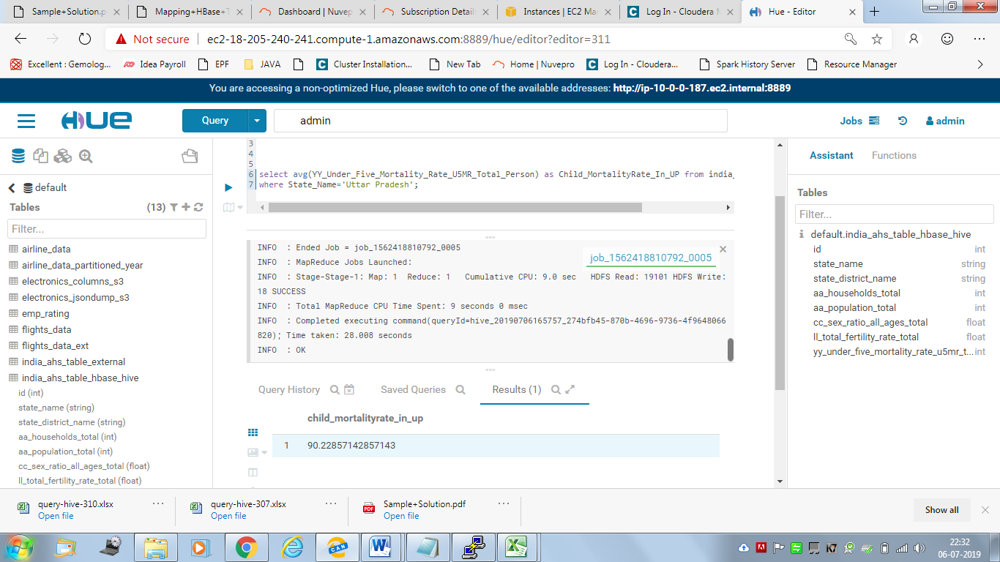 Sample+Solution.p
Mapping+HBase+T
Dashboard | Nuvep
Subscription Detail
Instances | EC2 Ma
Log In - Cloudera M
Hue - Editor
Not secure
ec2-18-205-240-241.compute-1.amazonaws.com:8889/hue/editor?editor=311
Excellent : Gemolog...
Idea Payroll
EPF
JAVA
Cluster Installation...
New Tab
Home | Nuvepro
Log In - Cloudera...
Spark History Server
Resource Manager
You are accessing a non-optimized Hue, please switch to one of the available addresses: http://ip-10-0-0-187.ec2.internal:8889
HUE
Query
admin
Jobs
admin
default
Tables
(13)
Filter...
airline_data
airline_data_partitioned_year
electronics_columns_s3
electronics_jsondump_s3
emp_rating
flights_data
flights_data_ext
india_ahs_table_external
india_ahs_table_hbase_hive
id (int)
state_name (string)
state_district_name (string)
aa_households_total (int)
aa_population_total (int)
cc_sex_ratio_all_ages_total (float)
ll_total_fertility_rate_total (float)
3
4
5
6 select avg(YY_Under_Five_Mortality_Rate_U5MR_Total_Person) as Child_MortalityRate_In_UP from india_
7 where State_Name='Uttar Pradesh';
INFO : Ended Job = job_1562418810792_0005
job_1562418810792_0005
INFO : MapReduce Jobs Launched:
INFO : Stage-Stage-1: Map: 1 Reduce: 1 Cumulative CPU: 9.0 sec HDFS Read: 19101 HDFS Write:
18 SUCCESS
INFO : Total MapReduce CPU Time Spent: 9 seconds 0 msec
INFO : Completed executing command(queryId=hive_20190706165757_274bfb45-870b-4696-9736-4f9648066
820); Time taken: 28.008 seconds
INFO : OK
Query History
Saved Queries
Results (1)
child_mortalityrate_in_up
1 90.22857142857143
Assistant
Functions
Tables
Filter...
default.india_ahs_table_hbase_hive
id int
state_name string
state_district_name string
aa_households_total int
aa_population_total int
cc_sex_ratio_all_ages_total float
ll_total_fertility_rate_total float
yy_under_five_mortality_rate_u5mr_t... int
query-hive-310.xlsx
Open file
query-hive-307.xlsx
Open file
PDF
Sample+Solution.pdf
Open file
Show all
CAN
22:32
06-07-2019